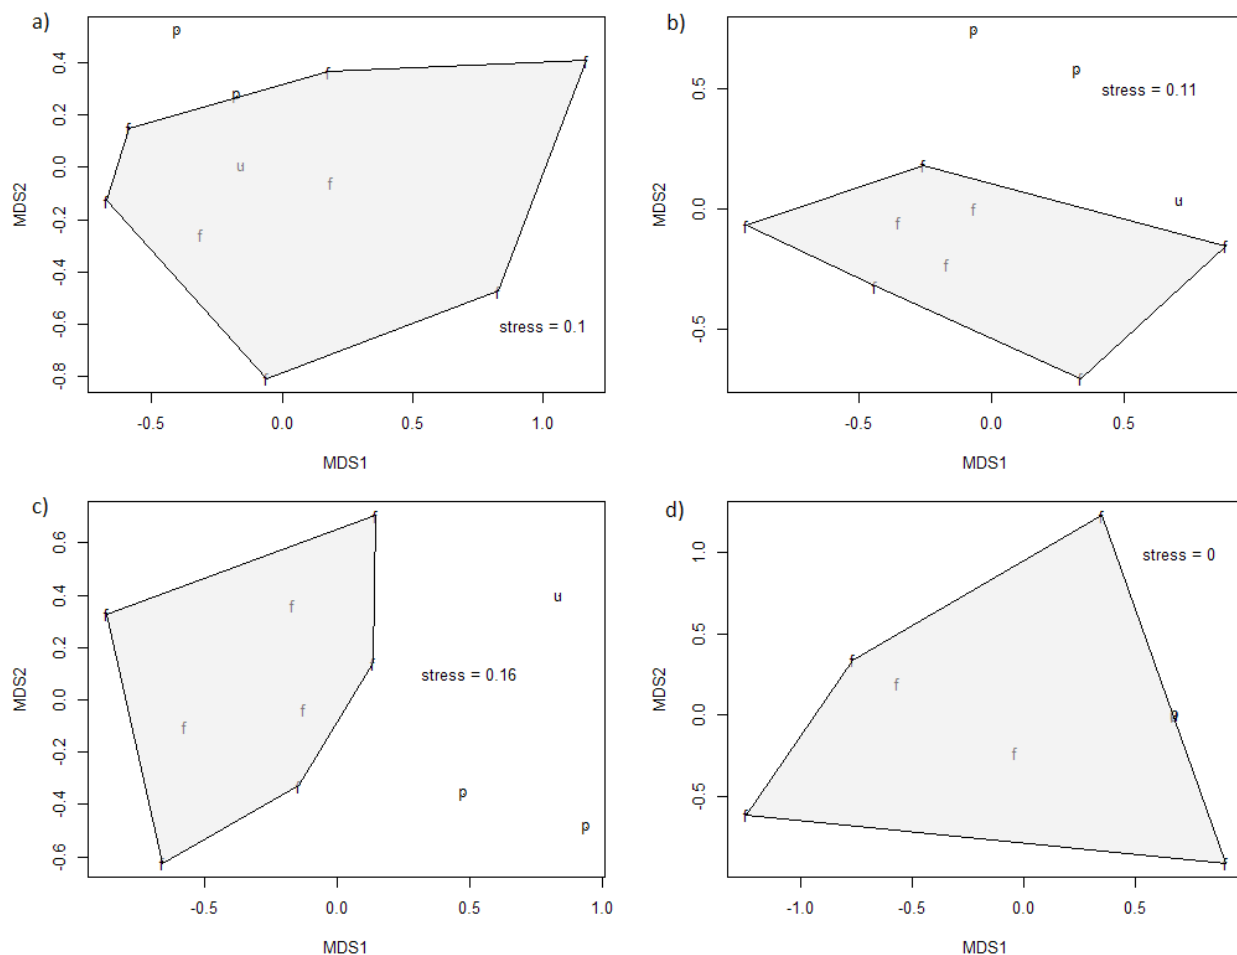 a)
p
0.4
f
f
p
0.2
f
0.0
u
f
MDS2
-0.2
f
f
-0.4
f
-0.6
stress = 0.1
-0.8
f
-0.5 0.0 0.5 1.0
MDS1
b)
p
p
0.5
stress = 0.11
f
u
0.0
f
f
f
f
MDS2
f
f
-0.5
f
-0.5 0.0 0.5
MDS1
c)
f
0.6
u
0.4
f
f
0.2
f
stress = 0.16
MDS2
0.0
f
f
-0.2
f
p
-0.4
p
-0.6
f
-0.5 0.0 0.5 1.0
MDS1
d)
f
1.0
stress = 0
0.5
f
f
MDS2
0.0
f
-0.5
f
f
-1.0 -0.5 0.0 0.5
MDS1